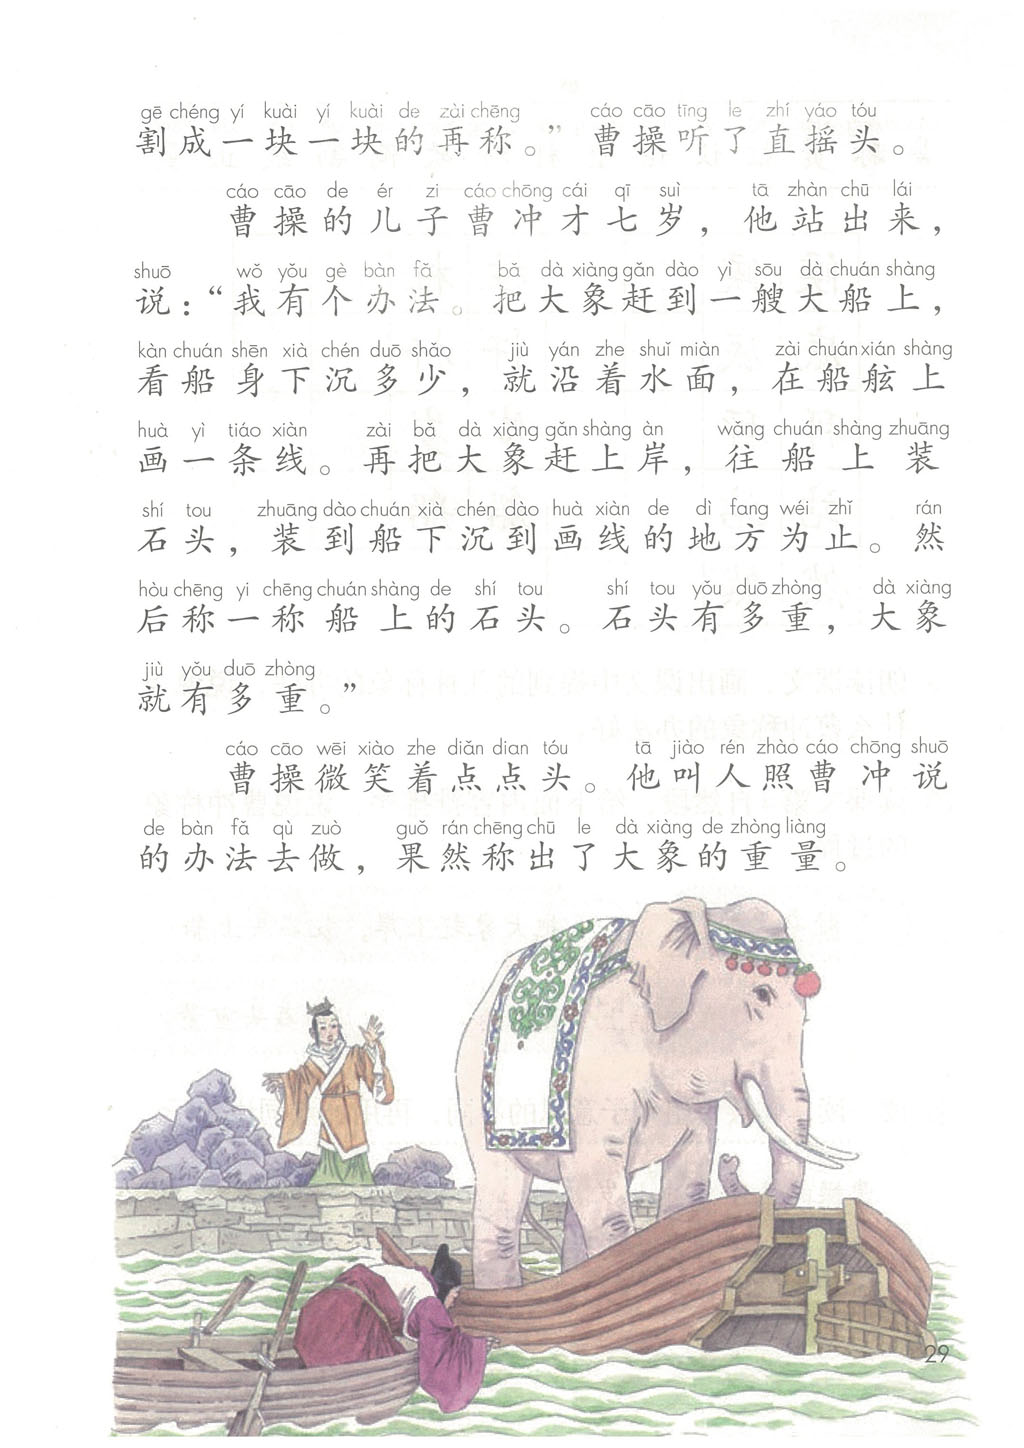 gē chéng yí kuài yí kuài de zài chēng cáo cāo tīng le zhí yáo tóu
割成一块一块的再称。”曹操听了直摇头。
cáo cāo de ér zi cáo chōng cái qī suì tā zhàn chū lái
曹操的儿子曹冲才七岁，他站出来，
shuō wǒ yǒu gè bàn fǎ bǎ dà xiàng gǎn dào yì sōu dà chuán shàng
说：“我有个办法。把大象赶到一艘大船上，
kàn chuán shēn xià chén duō shǎo jiù yán zhe shuǐ miàn zài chuán xián shàng
看船身下沉多少，就沿着水面，在船舷上
huà yì tiáo xiàn zài bǎ dà xiàng gǎn shàng àn wǎng chuán shàng zhuāng
画一条线。再把大象赶上岸，往船上装
shí tou zhuāng dào chuán xià chén dào huà xiàn de dì fang wéi zhǐ rán
石头，装到船下沉到画线的地方为止。然
hòu chēng yi chēng chuán shàng de shí tou shí tou yǒu duō zhòng dà xiàng
后称一称船上的石头。石头有多重，大象
jiù yǒu duō zhòng
就有多重。”
cáo cāo wēi xiào zhe diǎn dian tóu tā jiào rén zhào cáo chōng shuō
曹操微笑着点点头。他叫人照曹冲说
de bàn fǎ qù zuò guǒ rán chēng chū le dà xiàng de zhòng liàng
的办法去做，果然称出了大象的重量。
29